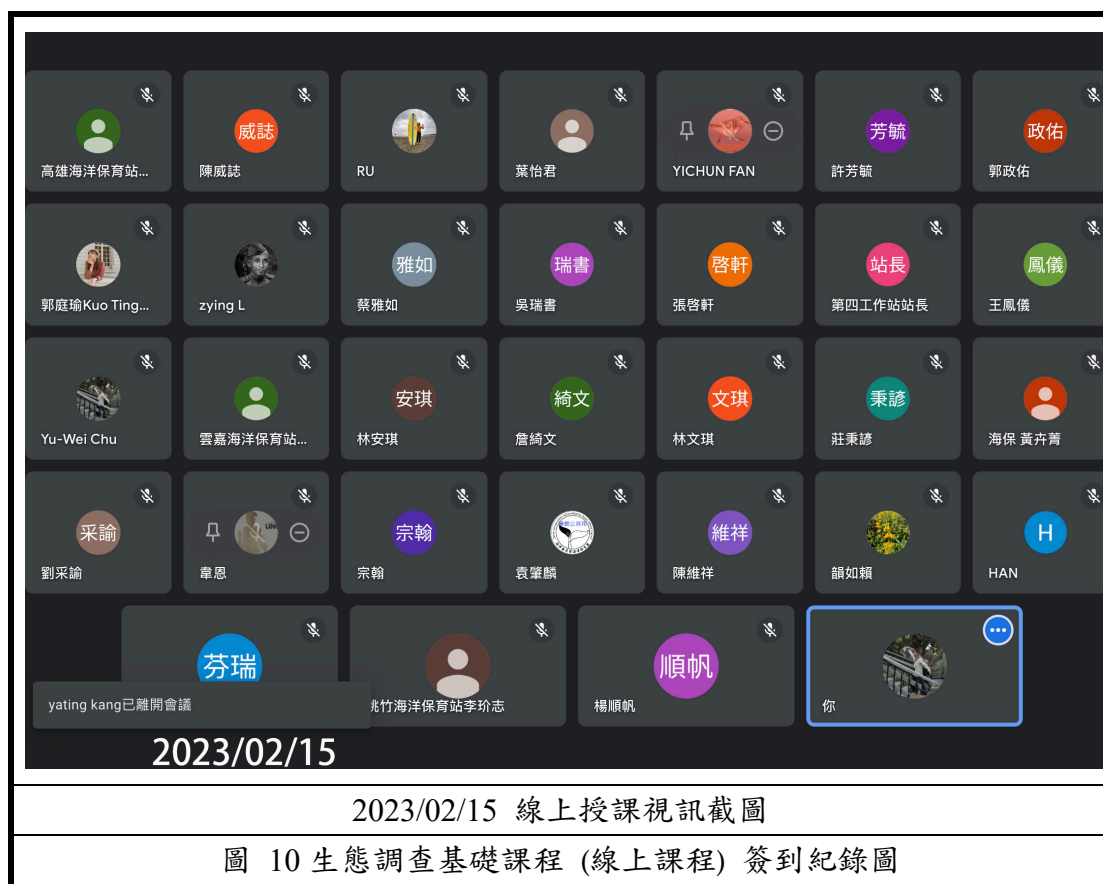 高雄海洋保育站...
威誌
陳威誌
RU
葉怡君
YICHUN FAN
芳毓
許芳毓
政佑
郭政佑
郭庭瑜Kuo Ting...
zying L
雅如
蔡雅如
瑞書
吳瑞書
啓軒
張啓軒
站長
第四工作站站長
鳳儀
王鳳儀
Yu-Wei Chu
雲嘉海洋保育站...
安琪
林安琪
綺文
詹綺文
文琪
林文琪
秉諺
莊秉諺
海保 黃卉菁
采諭
劉采諭
韋恩
宗翰
宗翰
袁肇麟
維祥
陳維祥
韻如賴
H
HAN
芬瑞
yating kang已離開會議
桃竹海洋保育站李玠志
順帆
楊順帆
你
2023/02/15
2023/02/15 線上授課視訊截圖
圖 10 生態調查基礎課程 (線上課程) 簽到紀錄圖